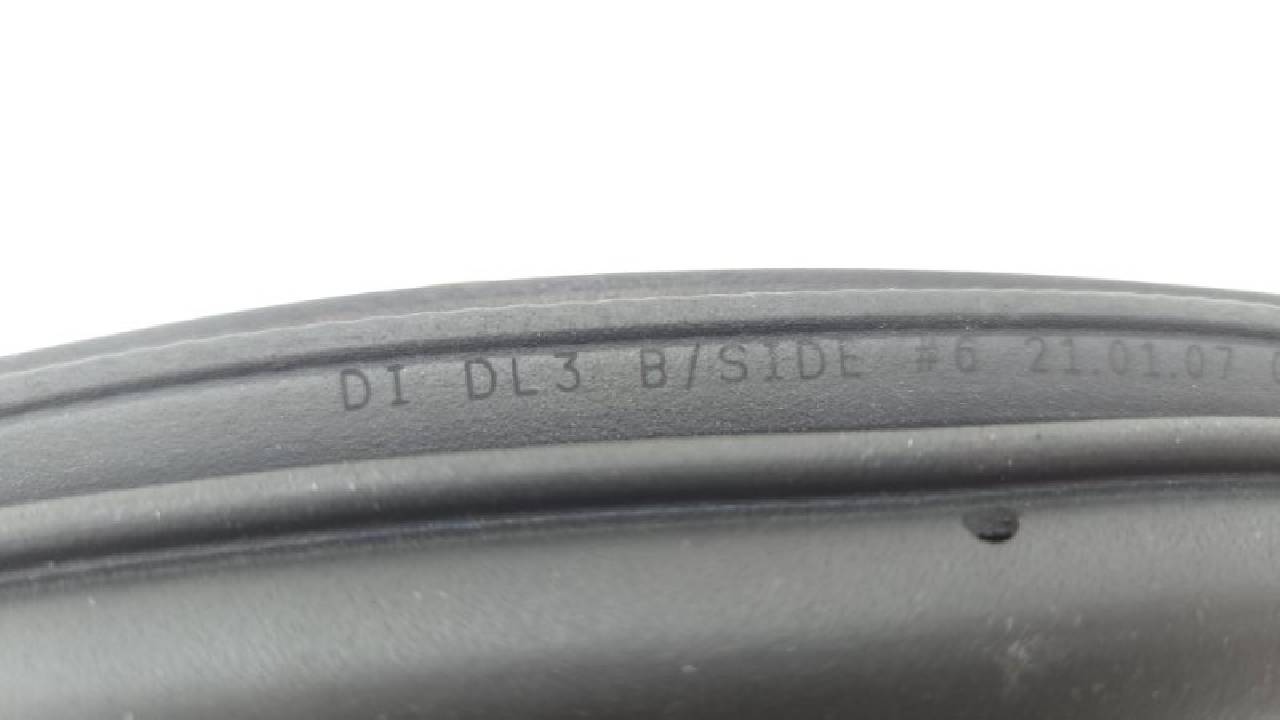 DI DL3 B/SIDE #6 21.01.07